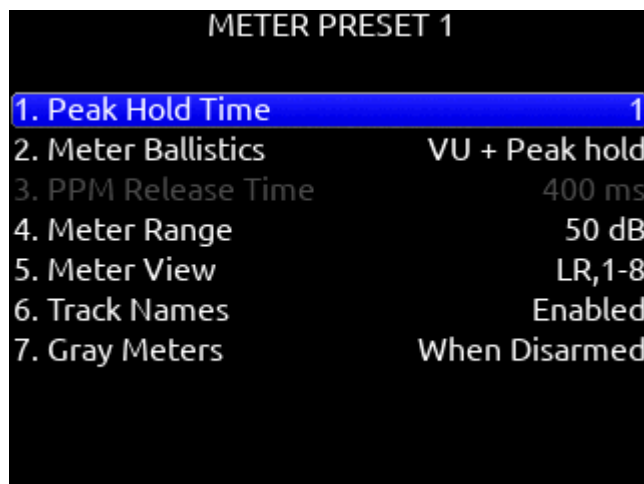 METER PRESET 1
1. Peak Hold Time 1
2. Meter Ballistics VU + Peak hold
3. PPM Release Time 400 ms
4. Meter Range 50 dB
5. Meter View LR,1-8
6. Track Names Enabled
7. Gray Meters When Disarmed